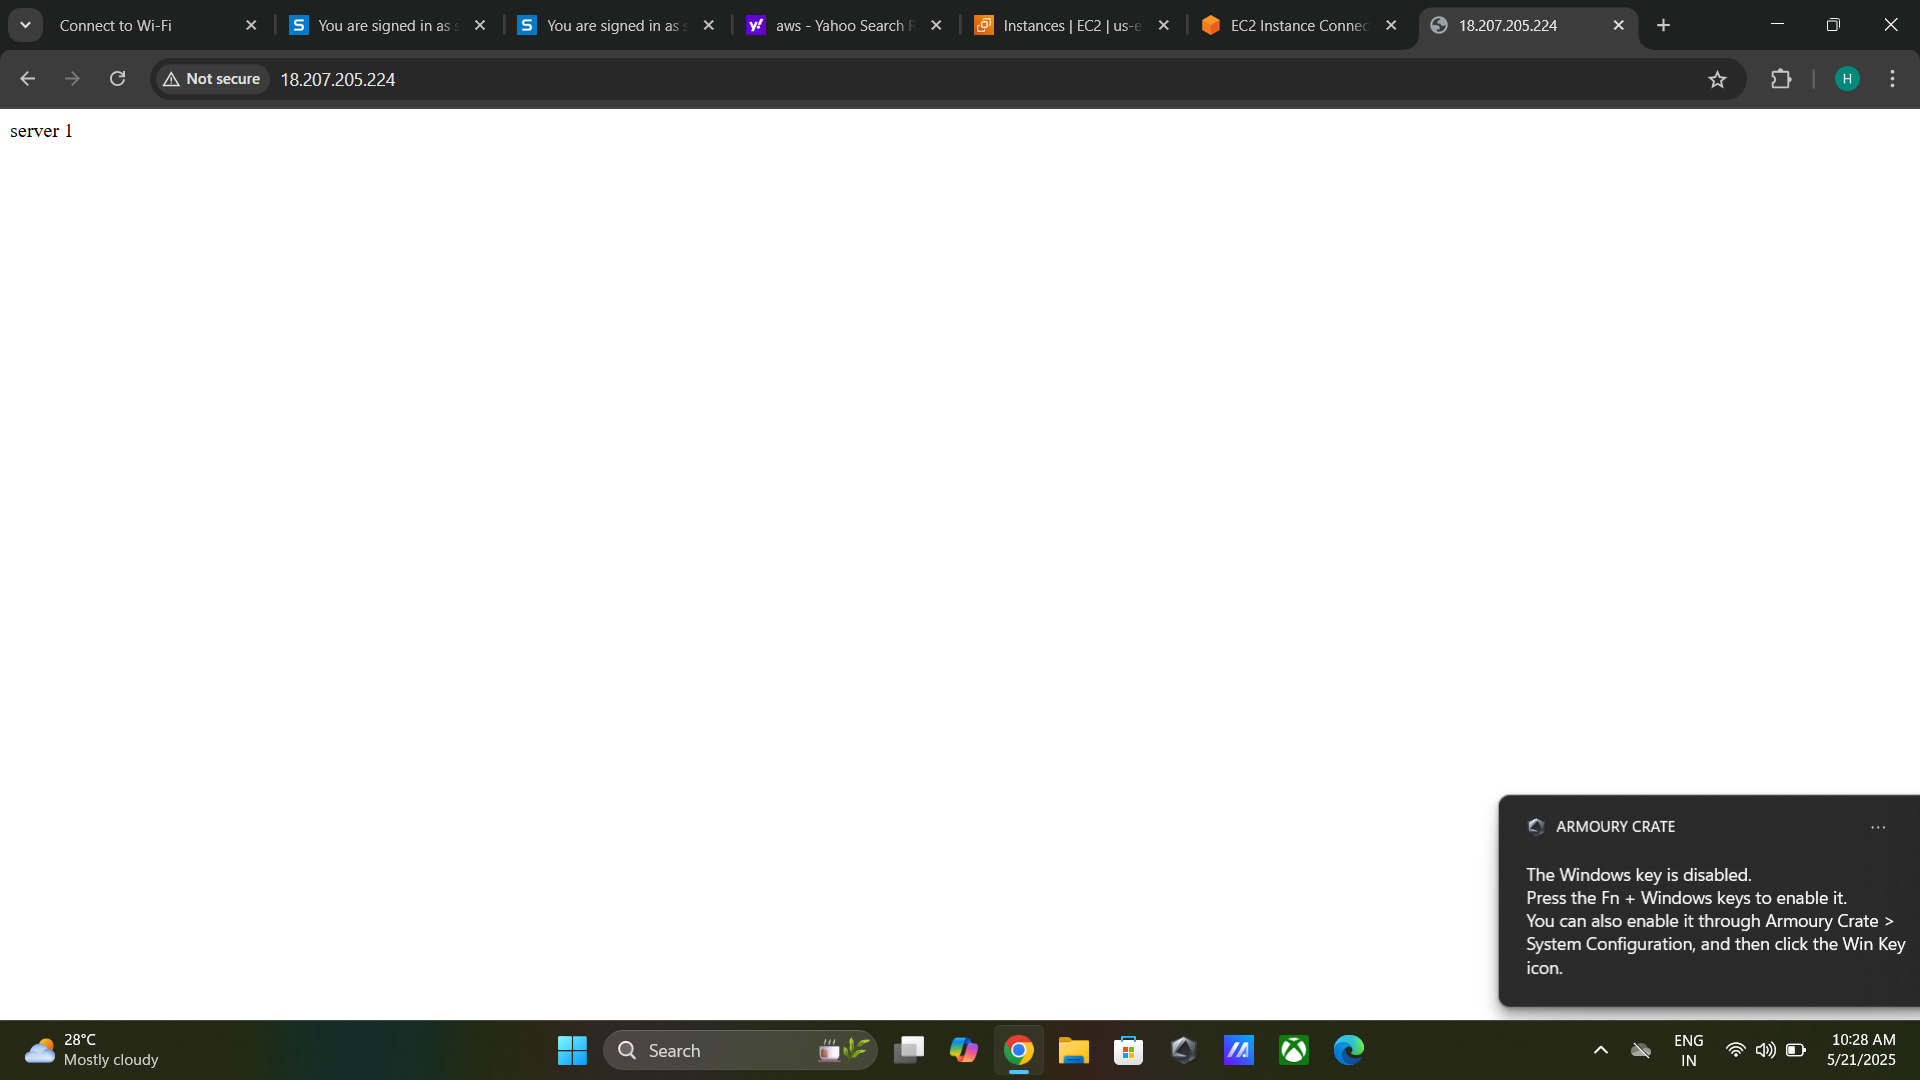 Connect to Wi-Fi
You are signed in as s
You are signed in as s
aws - Yahoo Search R
Instances | EC2 | us-e
EC2 Instance Connec
18.207.205.224
Not secure
18.207.205.224
H
server 1
ARMOURY CRATE
The Windows key is disabled.
Press the Fn + Windows keys to enable it.
You can also enable it through Armoury Crate >
System Configuration, and then click the Win Key
icon.
28°C
Mostly cloudy
Search
ENG
IN
10:28 AM
5/21/2025